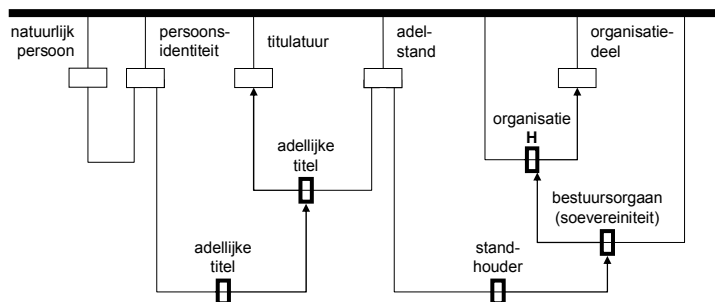 natuurlijk
persoon
persoons-
identiteit
titulatuur
adel-
stand
organisatie-
deel
organisatie
H
adellijke
titel
bestuursorgaan
(soevereiniteit)
adellijke
titel
stand-
houder